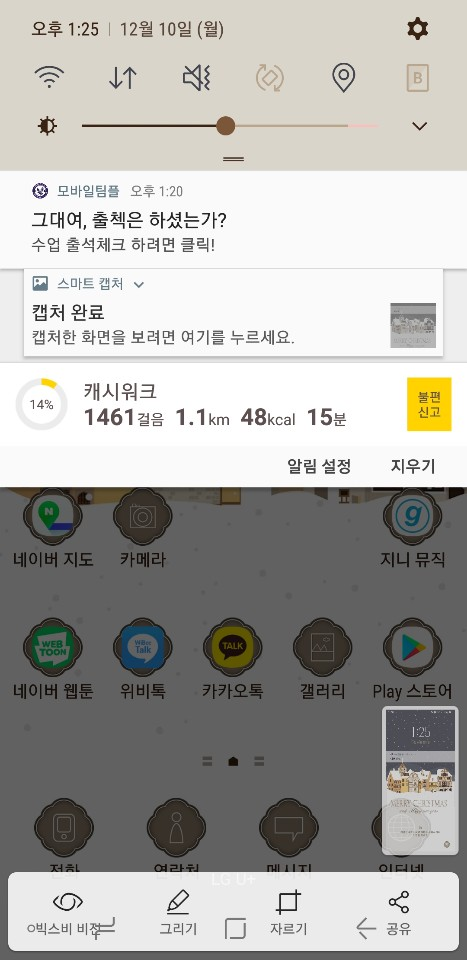 오후 1:25 | 12월 10일 (월)
B
모바일팀플 오후 1:20
그대여, 출첵은 하셨는가?
수업 출석체크 하려면 클릭!
스마트 캡처
캡처 완료
캡처한 화면을 보려면 여기를 누르세요.
14%
캐시워크
1461걸음 1.1km 48kcal 15분
불편
신고
알림 설정 지우기
N
g
네이버 지도 카메라 지니 뮤직
WEB
TOON
WiBee
Talk
TALK
네이버 웹툰 위비톡 카카오톡 갤러리 Play 스토어
1:25
MERRY CHRISTMAS
전화 연락처 메시지 인터넷
LG U+
빅스비 비전 그리기 자르기 공유